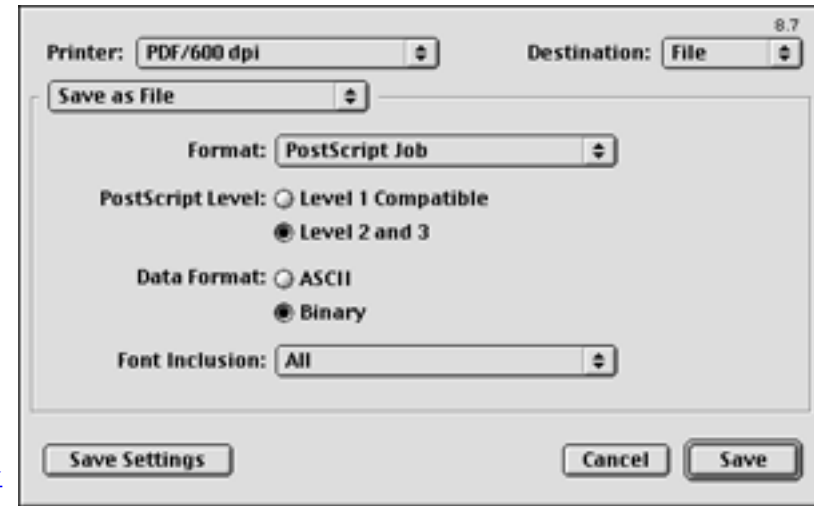 8.7
Printer: PDF/600 dpi Destination: File
Save as File
Format: PostScript Job
PostScript Level: Level 1 Compatible
Level 2 and 3
Data Format: ASCII
Binary
Font Inclusion: All
Save Settings Cancel Save